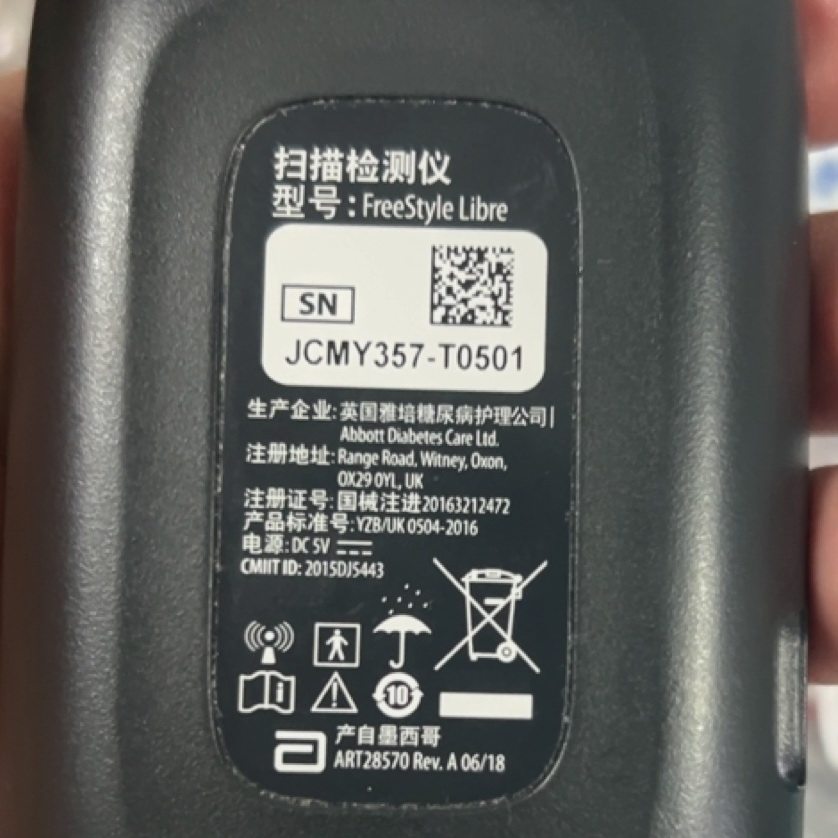 扫描检测仪
型号:FreeStyle Libre
SN
JCMY357-T0501
生产企业:英国雅培糖尿病护理公司|
Abbott Diabetes Care Ltd.
注册地址:Range Road, Witney, Oxon,
OX29 0YL, UK
注册证号:国械注进20163212472
产品标准号:YZB/UK 0504-2016
电源:DC 5V
CMIIT ID: 2015DJ5443
i
10
产自墨西哥
ART28570 Rev. A 06/18